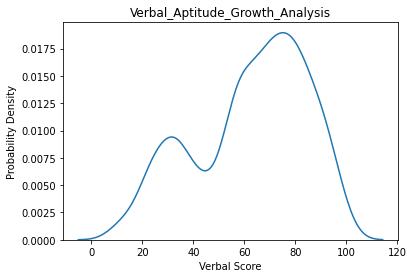 Verbal_Aptitude_Growth_Analysis
0.0175
0.0150
0.0125
0.0100
0.0075
0.0050
0.0025
0.0000
Probability Density
0 20 40 60 80 100 120
Verbal Score